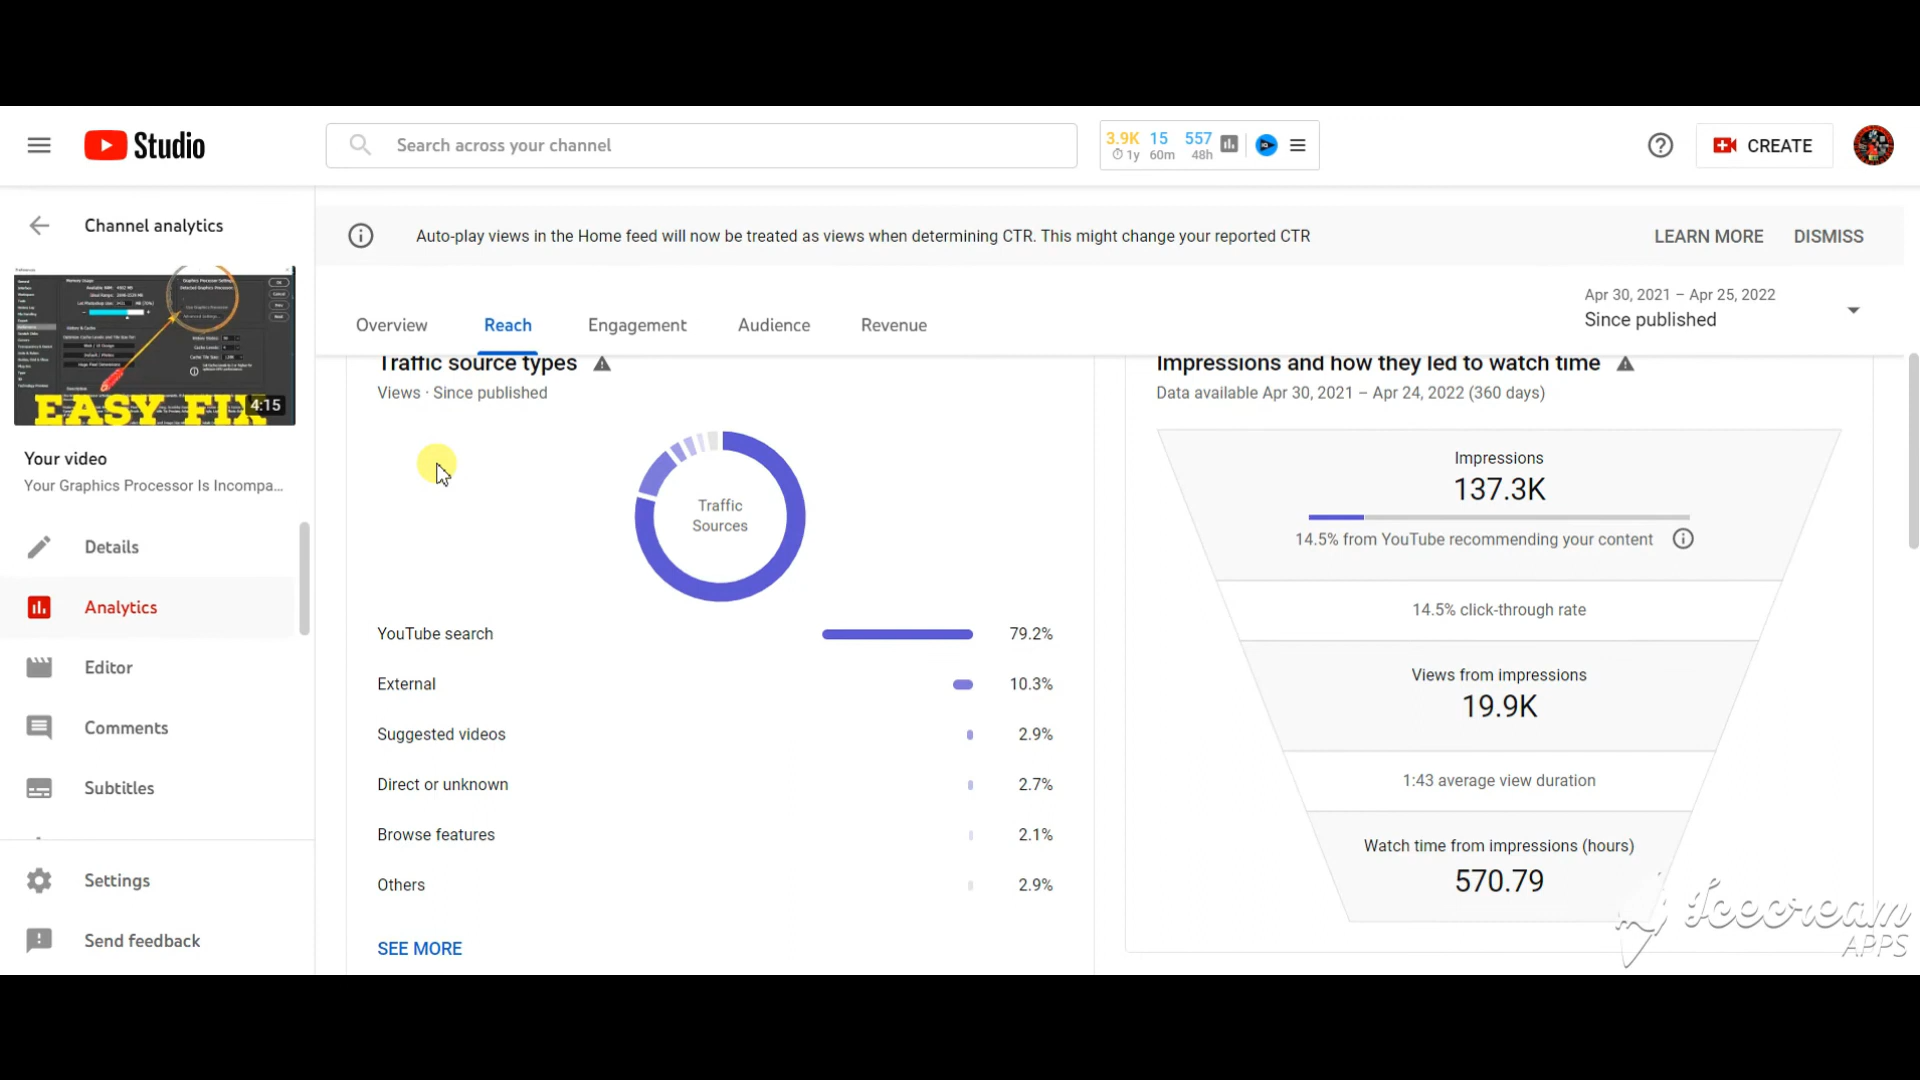 Studio
Search across your channel
3.9K 15 557
1y 60m 48h
CREATE
Channel analytics
Auto-play views in the Home feed will now be treated as views when determining CTR. This might change your reported CTR
LEARN MORE
DISMISS
EASY FIX
4:15
Your video
Your Graphics Processor Is Incompa...
Details
Analytics
Editor
Comments
Subtitles
Settings
Send feedback
Overview
Reach
Engagement
Audience
Revenue
Apr 30, 2021 – Apr 25, 2022
Since published
Traffic source types
Views · Since published
Traffic
Sources
YouTube search 79.2%
External 10.3%
Suggested videos 2.9%
Direct or unknown 2.7%
Browse features 2.1%
Others 2.9%
SEE MORE
Impressions and how they led to watch time
Data available Apr 30, 2021 – Apr 24, 2022 (360 days)
Impressions
137.3K
14.5% from YouTube recommending your content
14.5% click-through rate
Views from impressions
19.9K
1:43 average view duration
Watch time from impressions (hours)
570.79
Icecream
APPS